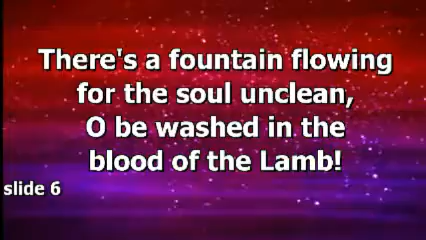 There's a fountain flowing
for the soul unclean,
O be washed in the
blood of the Lamb!
slide 6